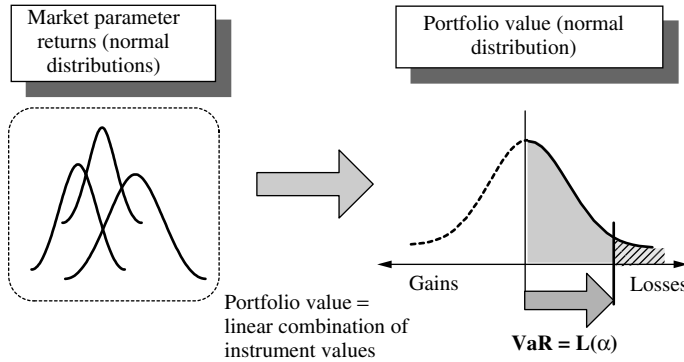 Market parameter
returns (normal
distributions)
Portfolio value (normal
distribution)
Gains
Losses
Portfolio value =
linear combination of
instrument values
VaR = L(α)